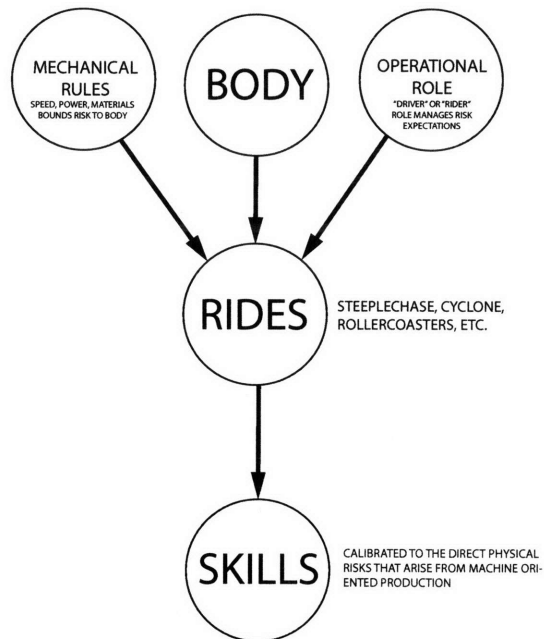 MECHANICAL
RULES
SPEED, POWER, MATERIALS
BOUNDS RISK TO BODY
BODY
OPERATIONAL
ROLE
"DRIVER" OR "RIDER"
ROLE MANAGES RISK
EXPECTATIONS
RIDES
STEEPLECHASE, CYCLONE,
ROLLERCOASTERS, ETC.
SKILLS
CALIBRATED TO THE DIRECT PHYSICAL
RISKS THAT ARISE FROM MACHINE ORI-
ENTED PRODUCTION